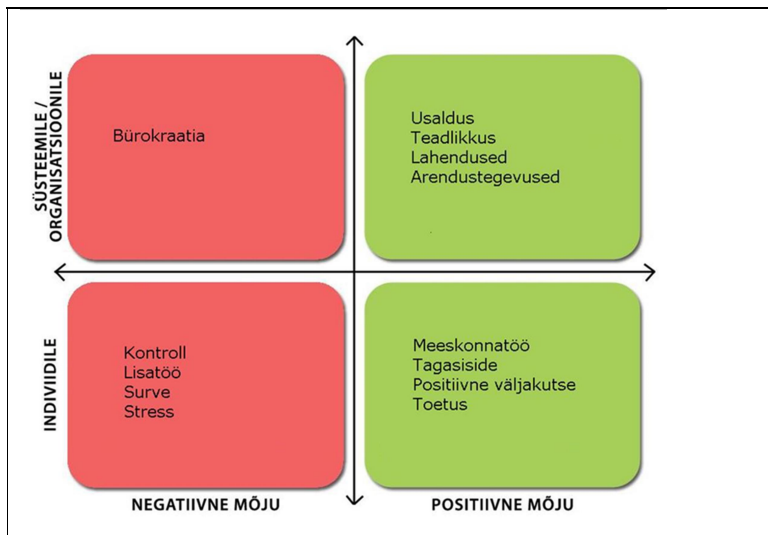 SÜSTEEMILE /
ORGANISATSIOONILE
Bürokraatia
Usaldus
Teadlikkus
Lahendused
Arendustegevused
INDIVIIDILE
Kontroll
Lisatöö
Surve
Stress
Meeskonnatöö
Tagasiside
Positiivne väljakutse
Toetus
NEGATIIVNE MÕJU
POSITIIVNE MÕJU